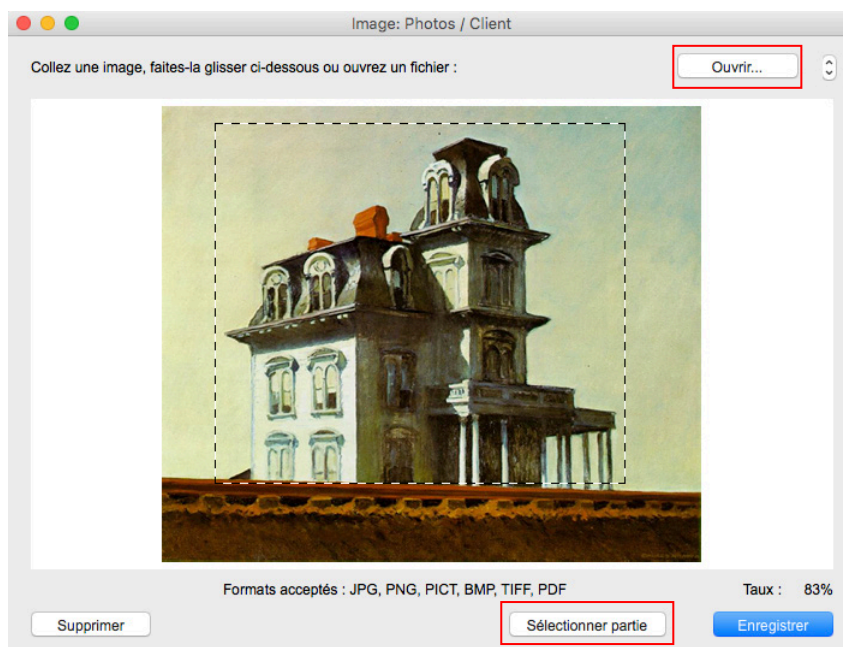 Image: Photos / Client
Collez une image, faites-la glisser ci-dessous ou ouvrez un fichier :
Ouvrir...
Formats acceptés : JPG, PNG, PICT, BMP, TIFF, PDF
Taux : 83%
Supprimer
Sélectionner partie
Enregistrer